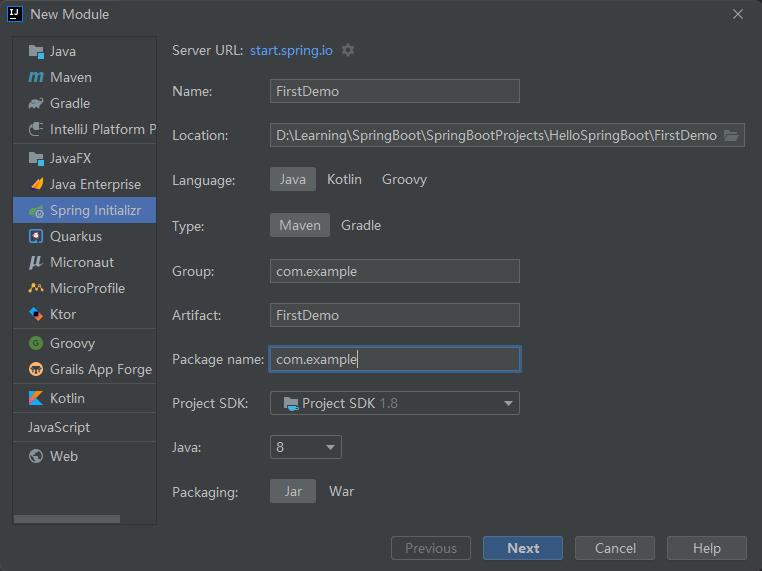 New Module
Java
Maven
Gradle
IntelliJ Platform P
JavaFX
Java Enterprise
Spring Initializr
Quarkus
Micronaut
MicroProfile
Ktor
Groovy
Grails App Forge
Kotlin
JavaScript
Web
Server URL: start.spring.io
Name: FirstDemo
Location: D:\Learning\SpringBoot\SpringBootProjects\HelloSpringBoot\FirstDemo
Language: Java Kotlin Groovy
Type: Maven Gradle
Group: com.example
Artifact: FirstDemo
Package name: com.example
Project SDK: Project SDK 1.8
Java: 8
Packaging: Jar War
Previous Next Cancel Help